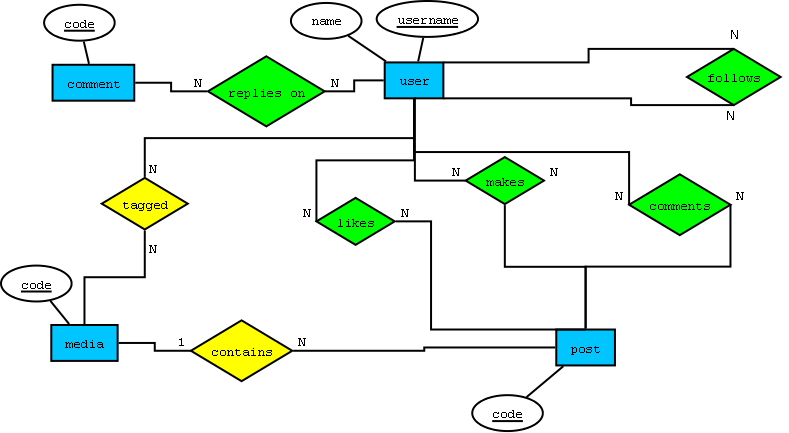 code
name
username
N
comment
N
replies on
N
user
follows
N
N
tagged
N
N
likes
N
N
makes
N
N
comments
N
N
code
media
1
contains
N
post
code